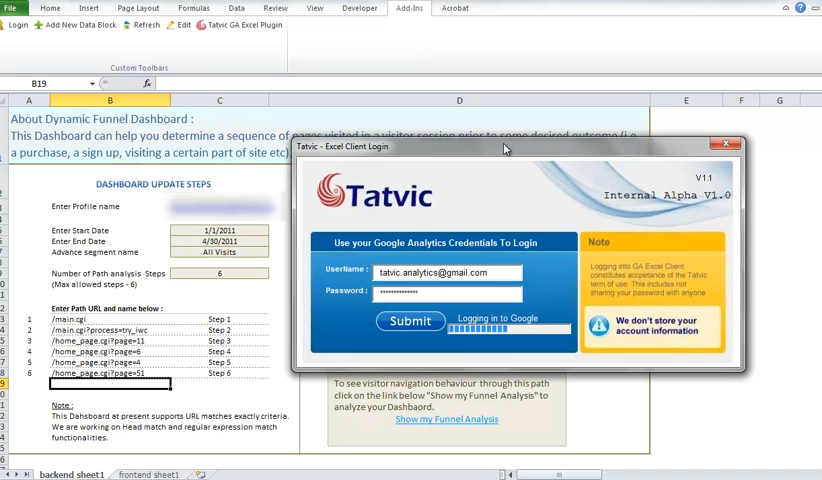 File Home Insert Page Layout Formulas Data Review View Developer Add-Ins Acrobat
Login Add New Data Block Refresh Edit Tatvic GA Excel Plugin
Custom Toolbars
B19 fx
A B C D E F G
About Dynamic Funnel Dashboard :
This Dashboard can help you determine a sequence of pages visited in a visitor session prior to some desired outcome (i.e.
a purchase, a sign up, visiting a certain part of site etc).
DASHBOARD UPDATE STEPS
Enter Profile name
Enter Start Date 1/1/2011
Enter End Date 4/30/2011
Advance segment name All Visits
Number of Path analysis Steps 6
(Max allowed steps - 6)
Enter Path URL and name below :
1 /main.cgi Step 1
2 /main.cgi?process=try_iwc Step 2
3 /home_page.cgi?page=11 Step 3
4 /home_page.cgi?page=6 Step 4
5 /home_page.cgi?page=4 Step 5
6 /home_page.cgi?page=51 Step 6
Note :
This Dahsboard at present supports URL matches exactly criteria.
We are working on Head match and regular expression match
functionalities.
Tatvic - Excel Client Login
Tatvic
V1.1
Internal Alpha V1.0
Use your Google Analytics Credentials To Login
UserName : tatvic.analytics@gmail.com
Password : **************
Submit
Logging in to Google
Note
Logging into GA Excel Client
constitutes accpetance of the Tatvic
term of use. This includes not
sharing your password with anyone
We don't store your
account information
To see visitor navigation behaviour through this path
click on the link below "Show my Funnel Analysis" to
analyze your Dashbaord.
Show my Funnel Analysis
backend sheet1 frontend sheet1